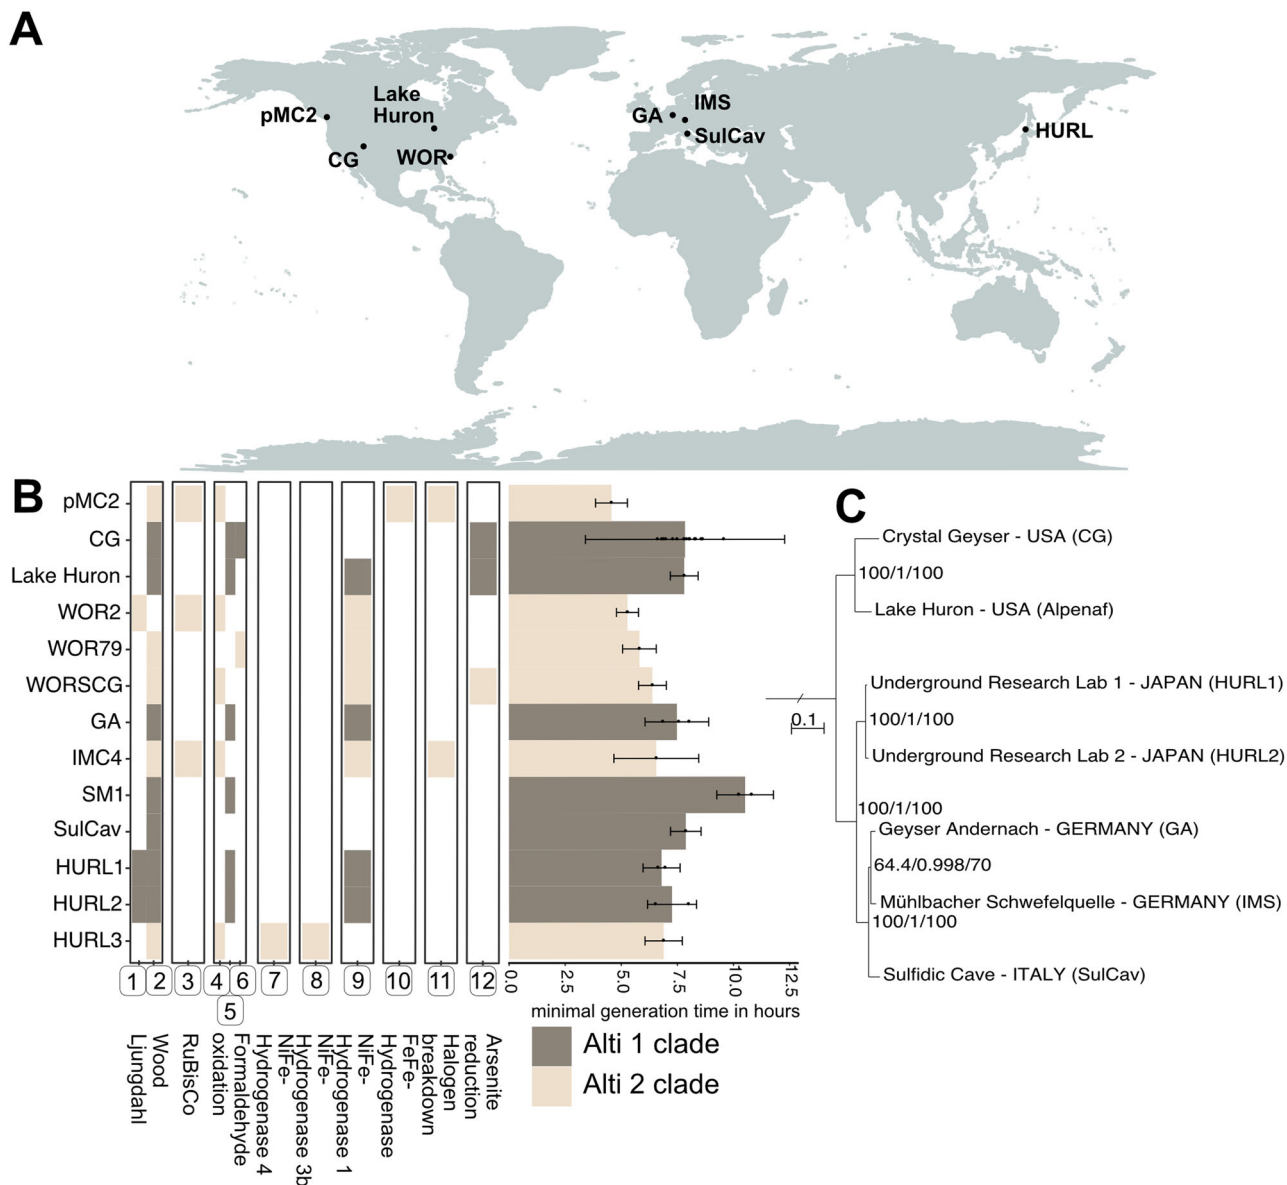 A
pMC2
Lake
Huron
CG
WOR
GA
IMS
SulCav
HURL
B
pMC2
CG
Lake Huron
WOR2
WOR79
WORSCG
GA
IMC4
SM1
SulCav
HURL1
HURL2
HURL3
1
2
3
4
5
6
7
8
9
10
11
12
Ljungdahl
Wood
RuBisCo
oxidation
Formaldehyde
Hydrogenase 4
NiFe-
Hydrogenase 3b
NiFe-
Hydrogenase 1
NiFe-
Hydrogenase
FeFe-
breakdown
Halogen
reduction
Arsenite
0.0
2.5
5.0
7.5
10.0
12.5
minimal generation time in hours
Alti 1 clade
Alti 2 clade
C
Crystal Geyser - USA (CG)
100/1/100
Lake Huron - USA (Alpenaf)
Underground Research Lab 1 - JAPAN (HURL1)
0.1
100/1/100
Underground Research Lab 2 - JAPAN (HURL2)
100/1/100
Geyser Andernach - GERMANY (GA)
64.4/0.998/70
Mühlbacher Schwefelquelle - GERMANY (IMS)
100/1/100
Sulfidic Cave - ITALY (SulCav)